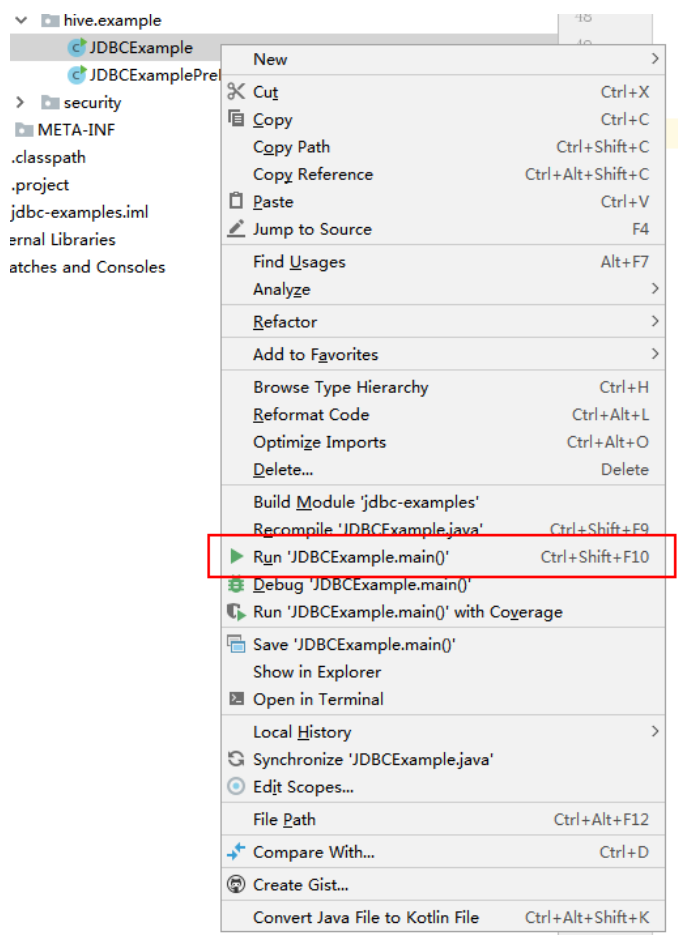 hive.example
48
JDBCExample
49
JDBCExamplePre
security
META-INF
.classpath
.project
jdbc-examples.iml
ernal Libraries
atches and Consoles
New
Cut Ctrl+X
Copy Ctrl+C
Copy Path Ctrl+Shift+C
Copy Reference Ctrl+Alt+Shift+C
Paste Ctrl+V
Jump to Source F4
Find Usages Alt+F7
Analyze
Refactor
Add to Favorites
Browse Type Hierarchy Ctrl+H
Reformat Code Ctrl+Alt+L
Optimize Imports Ctrl+Alt+O
Delete... Delete
Build Module 'jdbc-examples'
Recompile 'JDBCExample.java' Ctrl+Shift+F9
Run 'JDBCExample.main()' Ctrl+Shift+F10
Debug 'JDBCExample.main()'
Run 'JDBCExample.main()' with Coverage
Save 'JDBCExample.main()'
Show in Explorer
Open in Terminal
Local History
Synchronize 'JDBCExample.java'
Edit Scopes...
File Path Ctrl+Alt+F12
Compare With... Ctrl+D
Create Gist...
Convert Java File to Kotlin File Ctrl+Alt+Shift+K